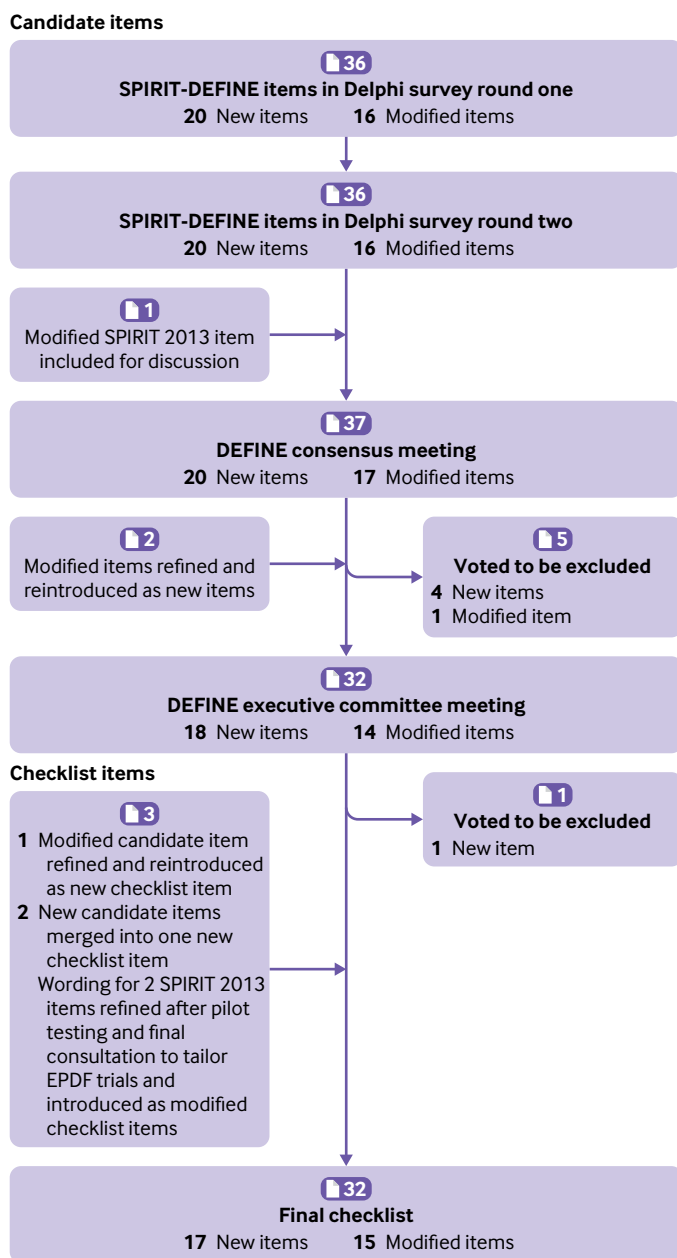 Candidate items
36
SPIRIT-DEFINE items in Delphi survey round one
20 New items 16 Modified items
36
SPIRIT-DEFINE items in Delphi survey round two
20 New items 16 Modified items
1
Modified SPIRIT 2013 item
included for discussion
37
DEFINE consensus meeting
20 New items 17 Modified items
2
Modified items refined and
reintroduced as new items
5
Voted to be excluded
4 New items
1 Modified item
32
DEFINE executive committee meeting
18 New items 14 Modified items
Checklist items
3
1 Modified candidate item
refined and reintroduced
as new checklist item
2 New candidate items
merged into one new
checklist item
Wording for 2 SPIRIT 2013
items refined after pilot
testing and final
consultation to tailor
EPDF trials and
introduced as modified
checklist items
1
Voted to be excluded
1 New item
32
Final checklist
17 New items 15 Modified items